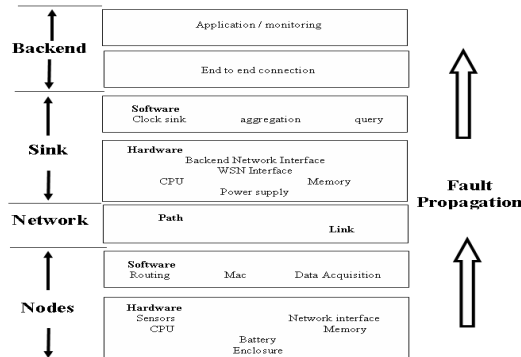 Backend
Application / monitoring
End to end connection
Sink
Software
Clock sink aggregation query
Hardware
Backend Network Interface
WSN Interface
CPU Memory
Power supply
Network
Path
Link
Nodes
Software
Routing Mac Data Acquisition
Hardware
Sensors Network interface
CPU Memory
Battery
Enclosure
Fault
Propagation